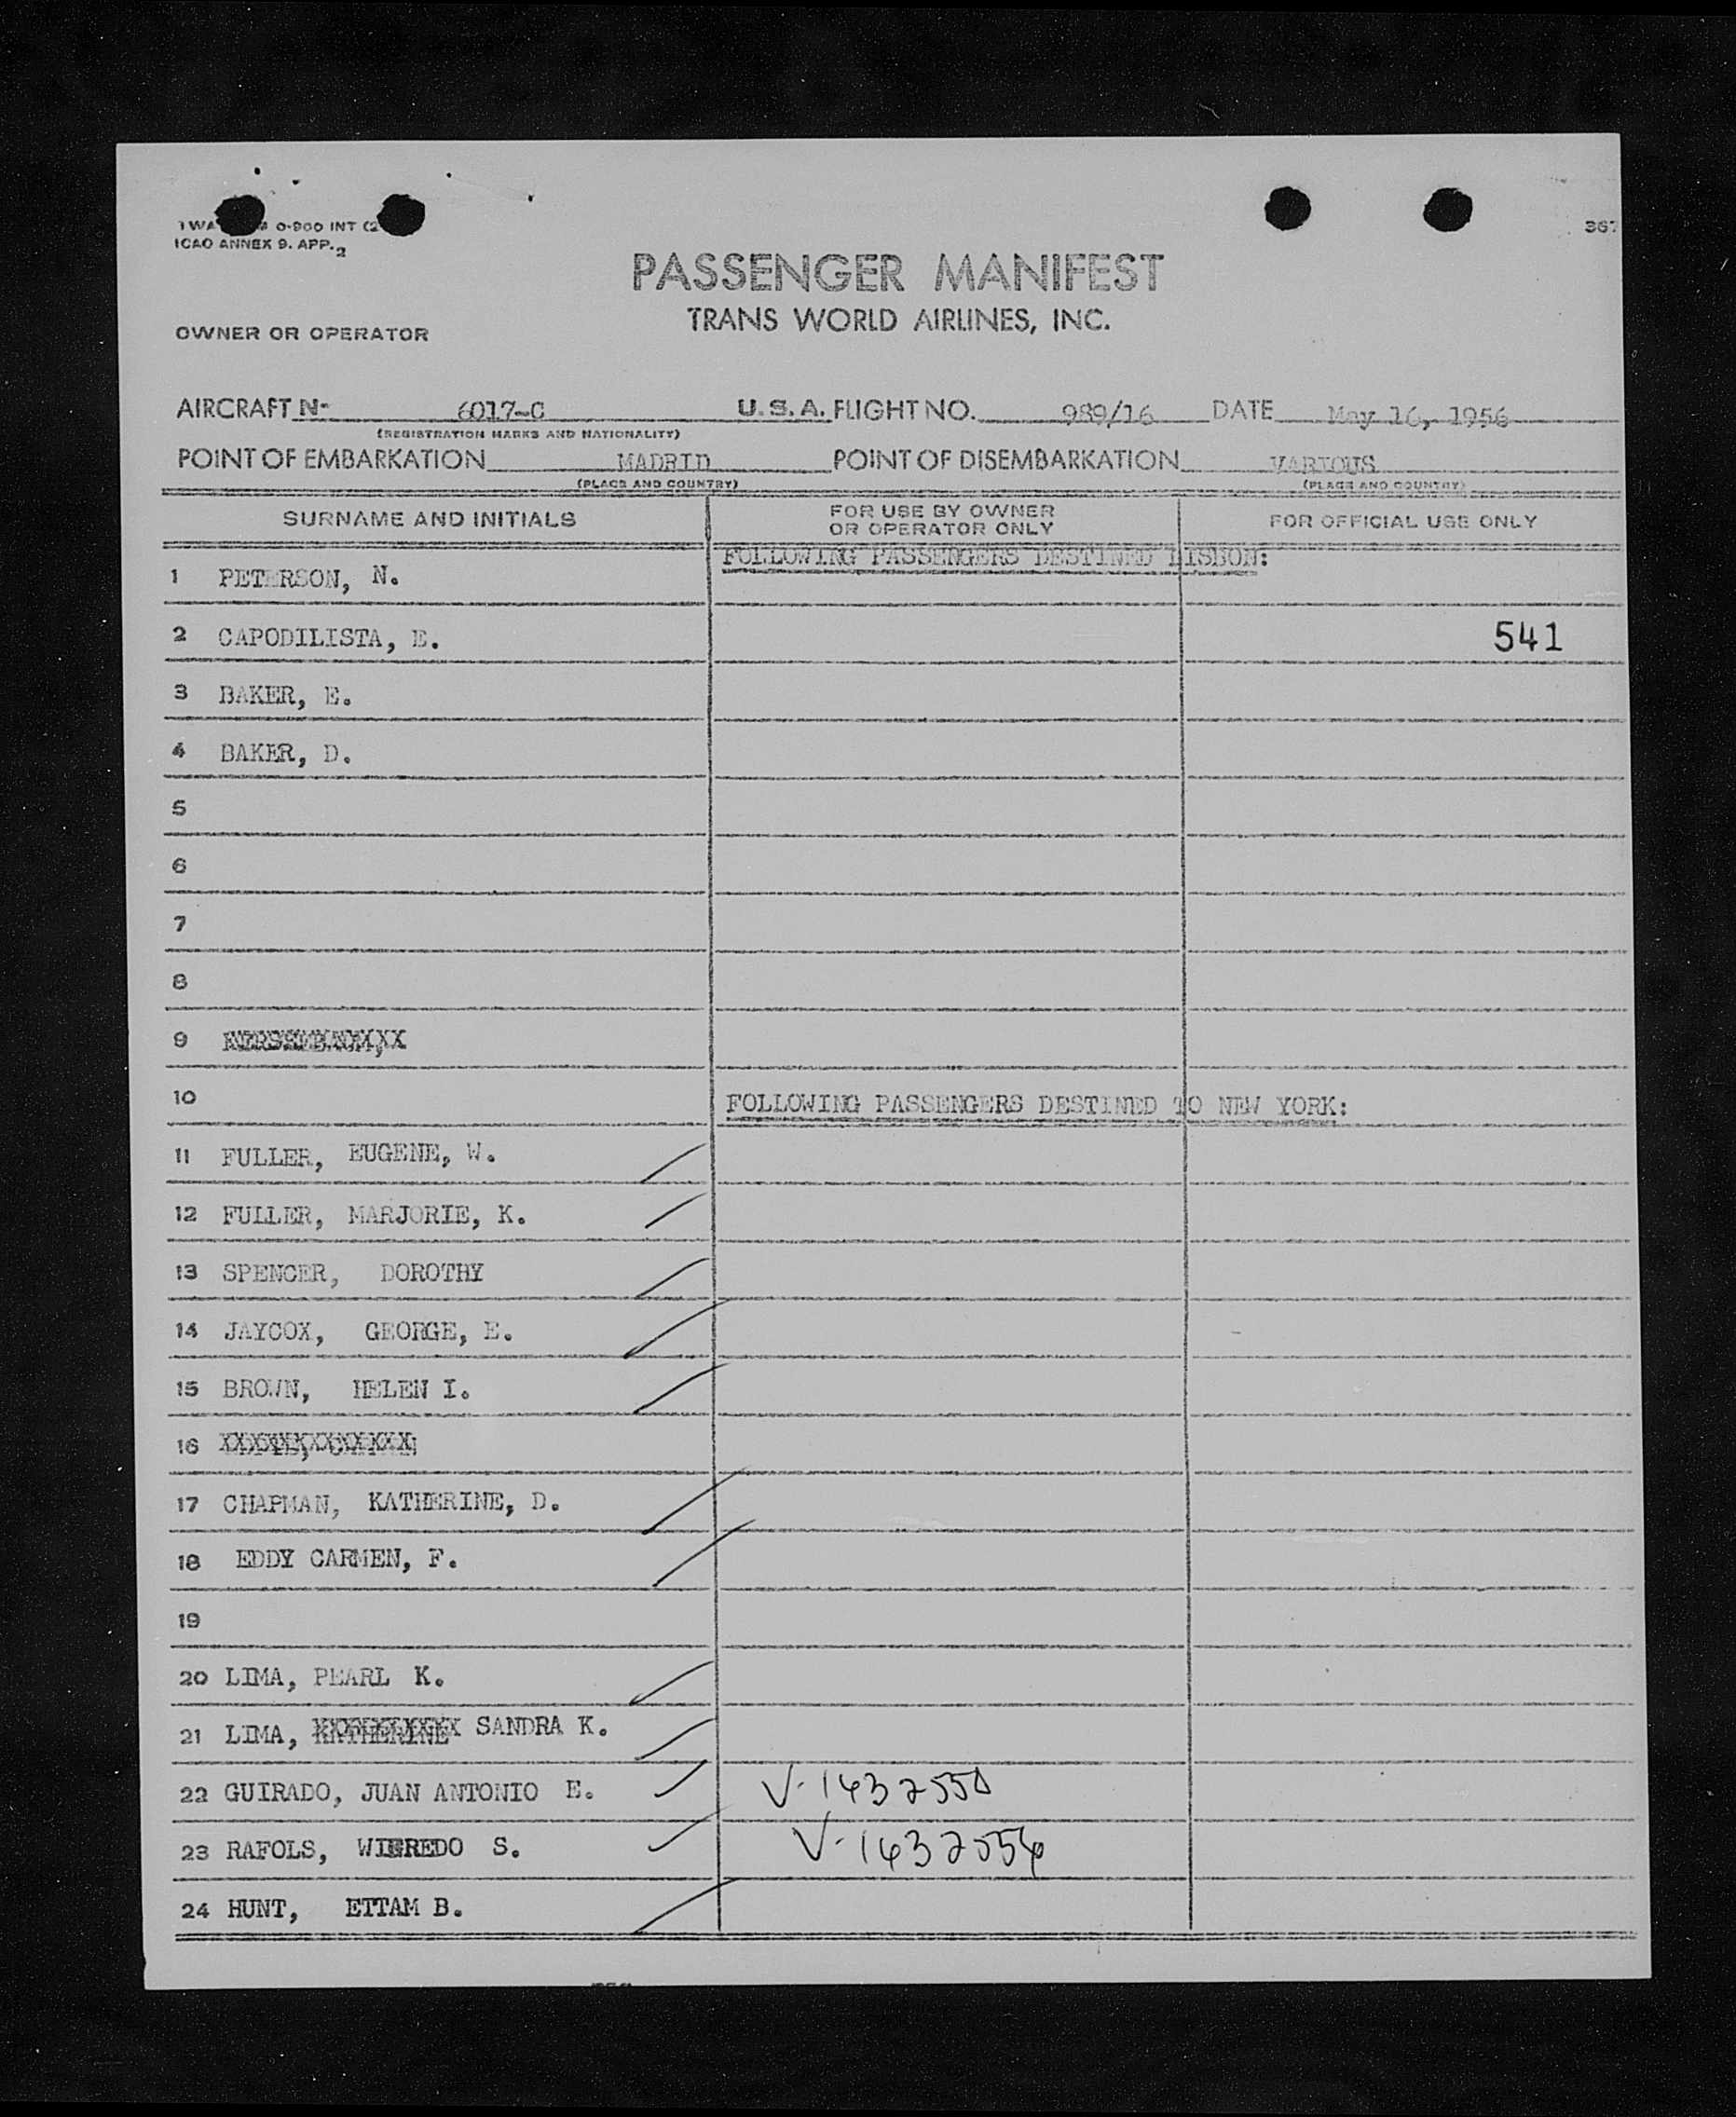 0-900 INT (2
ICAO ANNEX 9. APP. 2
367
PASSENGER MANIFEST
TRANS WORLD AIRLINES, INC.
OWNER OR OPERATOR
AIRCRAFT No 6017-C U. S. A. FLIGHT NO. 989/16 DATE May 16, 1956
(REGISTRATION MARKS AND NATIONALITY)
POINT OF EMBARKATION MADRID POINT OF DISEMBARKATION VARIOUS
(PLACE AND COUNTRY) (PLACE AND COUNTRY)
SURNAME AND INITIALS FOR USE BY OWNER OR OPERATOR ONLY FOR OFFICIAL USE ONLY
FOLLOWING PASSENGERS DESTINED LISBON:
1 PETERSON, N.
2 CAPODILISTA, E. 541
3 BAKER, E.
4 BAKER, D.
5
6
7
8
9
10 FOLLOWING PASSENGERS DESTINED TO NEW YORK:
11 FULLER, EUGENE, W.
12 FULLER, MARJORIE, K.
13 SPENCER, DOROTHY
14 JAYCOX, GEORGE, E.
15 BROWN, HELEN I.
16
17 CHAPMAN, KATHERINE, D.
18 EDDY CARMEN, F.
19
20 LIMA, PEARL K.
21 LIMA, SANDRA K.
22 GUIRADO, JUAN ANTONIO E. V-1432550
23 RAFOLS, S. V-1432554
24 HUNT, ETTAM B.